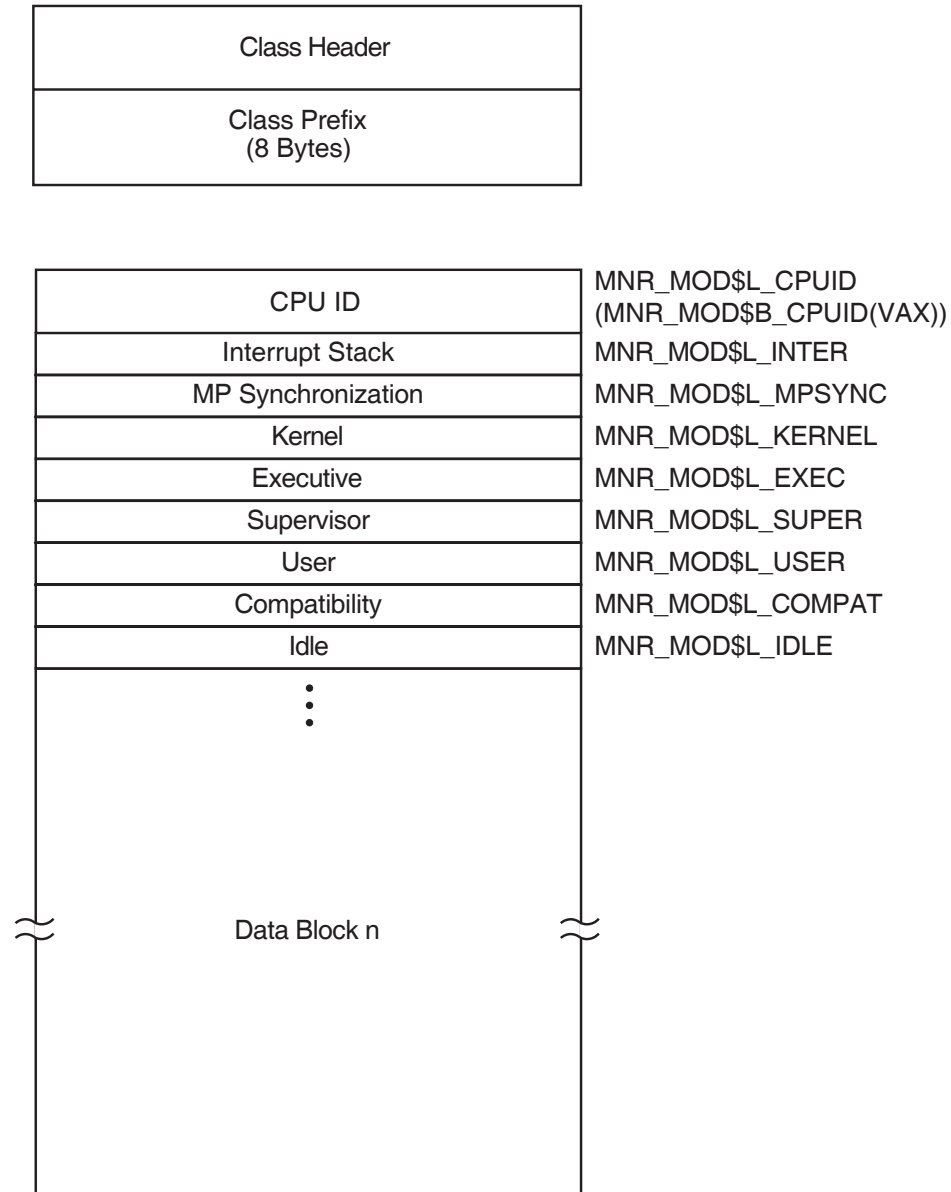 Class Header
Class Prefix
(8 Bytes)
CPU ID
MNR_MOD$L_CPUID
(MNR_MOD$B_CPUID(VAX))
Interrupt Stack MNR_MOD$L_INTER
MP Synchronization MNR_MOD$L_MPSYNC
Kernel MNR_MOD$L_KERNEL
Executive MNR_MOD$L_EXEC
Supervisor MNR_MOD$L_SUPER
User MNR_MOD$L_USER
Compatibility MNR_MOD$L_COMPAT
Idle MNR_MOD$L_IDLE
Data Block n